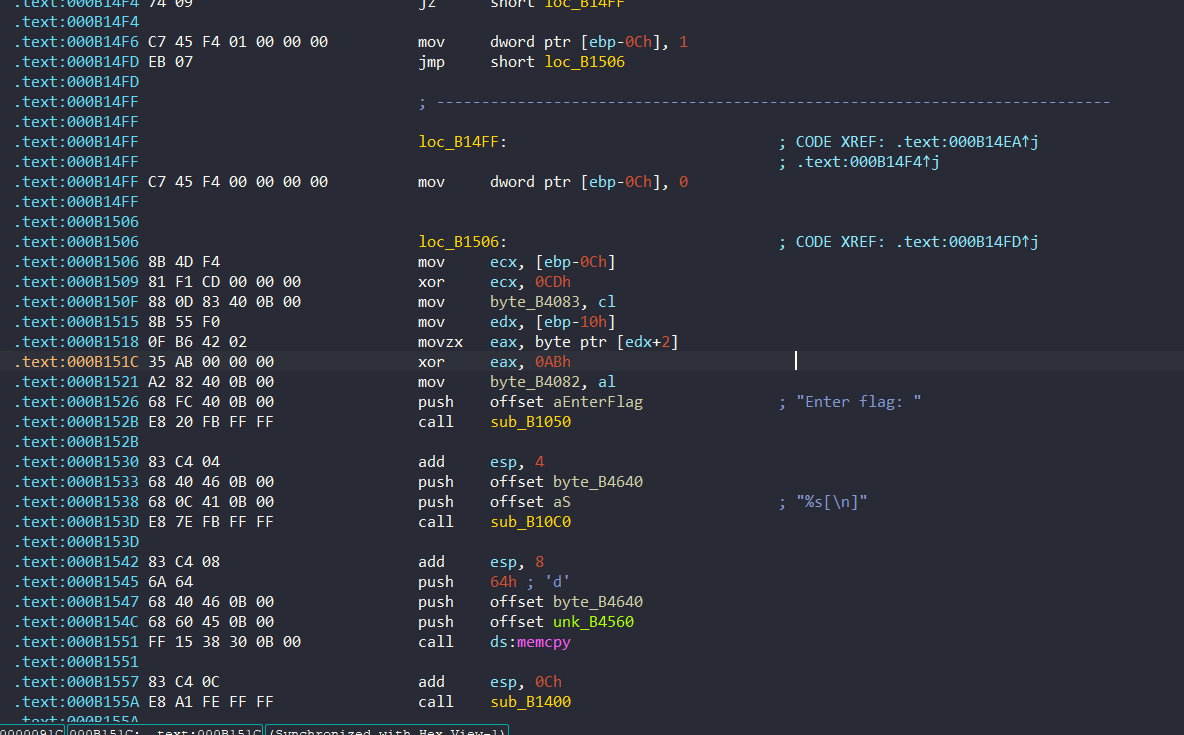 .text:000B14F4 74 09 jz short loc_B14FF
.text:000B14F4
.text:000B14F6 C7 45 F4 01 00 00 00 mov dword ptr [ebp-0Ch], 1
.text:000B14FD EB 07 jmp short loc_B1506
.text:000B14FD
.text:000B14FF ; ---------------------------------------------------------------------------
.text:000B14FF
.text:000B14FF loc_B14FF: ; CODE XREF: .text:000B14EA↑j
.text:000B14FF ; .text:000B14F4↑j
.text:000B14FF C7 45 F4 00 00 00 00 mov dword ptr [ebp-0Ch], 0
.text:000B14FF
.text:000B1506
.text:000B1506 loc_B1506: ; CODE XREF: .text:000B14FD↑j
.text:000B1506 8B 4D F4 mov ecx, [ebp-0Ch]
.text:000B1509 81 F1 CD 00 00 00 xor ecx, 0CDh
.text:000B150F 88 0D 83 40 0B 00 mov byte_B4083, cl
.text:000B1515 8B 55 F0 mov edx, [ebp-10h]
.text:000B1518 0F B6 42 02 movzx eax, byte ptr [edx+2]
.text:000B151C 35 AB 00 00 00 xor eax, 0ABh
.text:000B1521 A2 82 40 0B 00 mov byte_B4082, al
.text:000B1526 68 FC 40 0B 00 push offset aEnterFlag ; "Enter flag: "
.text:000B152B E8 20 FB FF FF call sub_B1050
.text:000B152B
.text:000B1530 83 C4 04 add esp, 4
.text:000B1533 68 40 46 0B 00 push offset byte_B4640
.text:000B1538 68 0C 41 0B 00 push offset aS ; "%s[\n]"
.text:000B153D E8 7E FB FF FF call sub_B10C0
.text:000B153D
.text:000B1542 83 C4 08 add esp, 8
.text:000B1545 6A 64 push 64h ; 'd'
.text:000B1547 68 40 46 0B 00 push offset byte_B4640
.text:000B154C 68 60 45 0B 00 push offset unk_B4560
.text:000B1551 FF 15 38 30 0B 00 call ds:memcpy
.text:000B1551
.text:000B1557 83 C4 0C add esp, 0Ch
.text:000B155A E8 A1 FE FF FF call sub_B1400
.text:000B155A
0000091C 000B151C: .text:000B151C (Synchronized with Hex View-1)